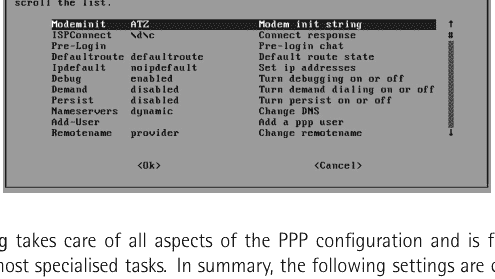 scroll the list.
Modeminit ATZ Modem init string
ISPConnect \d\c Connect response
Pre-Login Pre-login chat
Defaultroute defaultroute Default route state
Ipdefault noipdefault Set ip addresses
Debug enabled Turn debugging on or off
Demand disabled Turn demand dialing on or off
Persist disabled Turn persist on or off
Nameservers dynamic Change DNS
Add-User Add a ppp user
Remotename provider Change remotename
<Ok> <Cancel>
g takes care of all aspects of the PPP configuration and is f
nost specialised tasks. In summary, the following settings are c